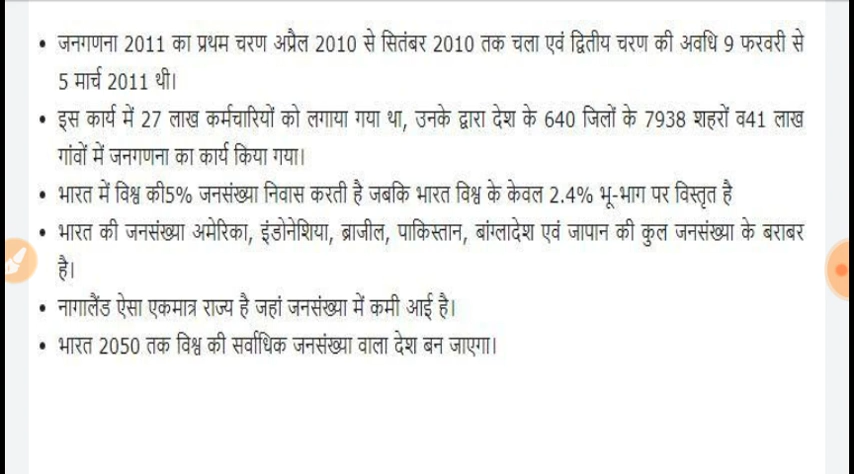 • जनगणना 2011 का प्रथम चरण अप्रैल 2010 से सितंबर 2010 तक चला एवं द्वितीय चरण की अवधि 9 फरवरी से
5 मार्च 2011 थी।
• इस कार्य में 27 लाख कर्मचारियों को लगाया गया था, उनके द्वारा देश के 640 जिलों के 7938 शहरों व41 लाख
गांवों में जनगणना का कार्य किया गया।
• भारत में विश्व की5% जनसंख्या निवास करती है जबकि भारत विश्व के केवल 2.4% भू-भाग पर विस्तृत है
• भारत की जनसंख्या अमेरिका, इंडोनेशिया, ब्राजील, पाकिस्तान, बांग्लादेश एवं जापान की कुल जनसंख्या के बराबर
है।
• नागालैंड ऐसा एकमात्र राज्य है जहां जनसंख्या में कमी आई है।
• भारत 2050 तक विश्व की सर्वाधिक जनसंख्या वाला देश बन जाएगा।